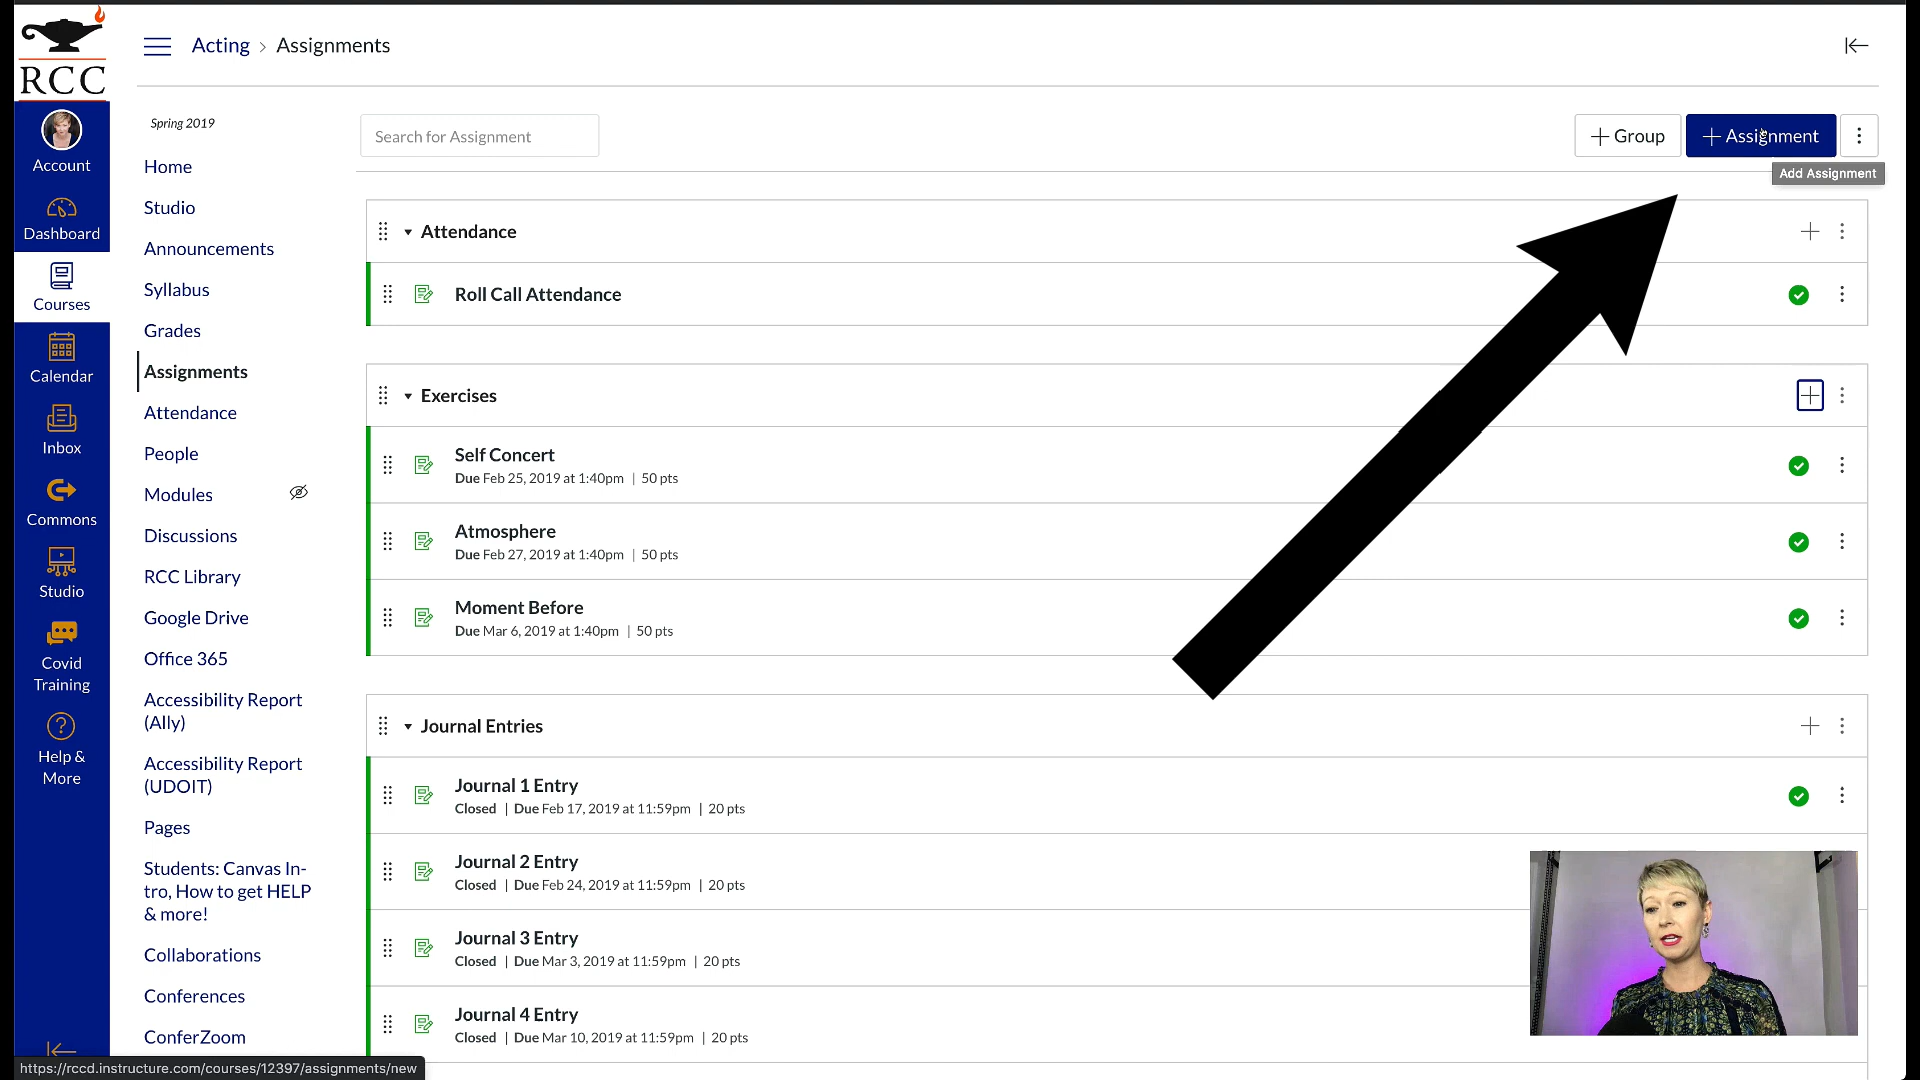 RCC
Account
Dashboard
Courses
Calendar
Inbox
Commons
Studio
Covid
Training
Help &
More
Acting > Assignments
Spring 2019
Home
Studio
Announcements
Syllabus
Grades
Assignments
Attendance
People
Modules
Discussions
RCC Library
Google Drive
Office 365
Accessibility Report
(Ally)
Accessibility Report
(UDOIT)
Pages
Students: Canvas In-
tro, How to get HELP
& more!
Collaborations
Conferences
ConferZoom
Search for Assignment
+ Group
+ Assignment
Add Assignment
Attendance
Roll Call Attendance
Exercises
Self Concert
Due Feb 25, 2019 at 1:40pm | 50 pts
Atmosphere
Due Feb 27, 2019 at 1:40pm | 50 pts
Moment Before
Due Mar 6, 2019 at 1:40pm | 50 pts
Journal Entries
Journal 1 Entry
Closed | Due Feb 17, 2019 at 11:59pm | 20 pts
Journal 2 Entry
Closed | Due Feb 24, 2019 at 11:59pm | 20 pts
Journal 3 Entry
Closed | Due Mar 3, 2019 at 11:59pm | 20 pts
Journal 4 Entry
Closed | Due Mar 10, 2019 at 11:59pm | 20 pts
https://rccd.instructure.com/courses/12397/assignments/new